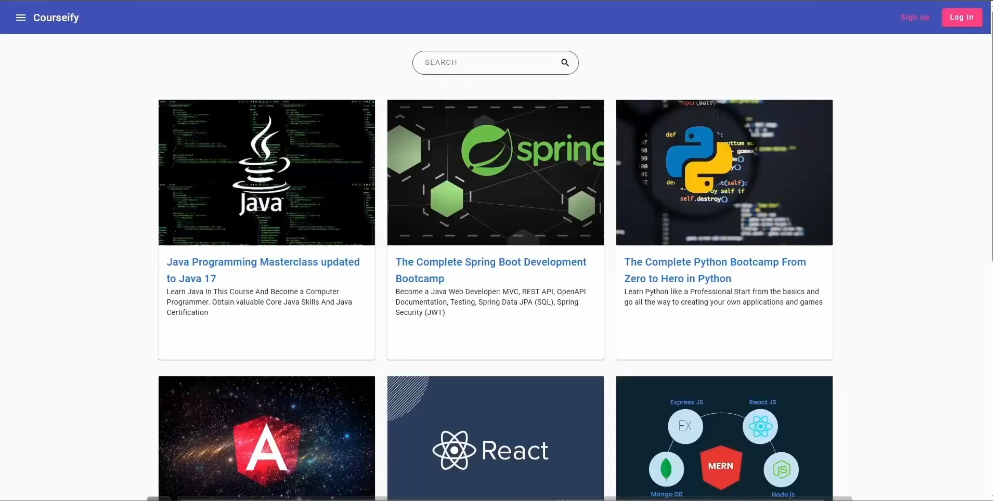 Courseify
Sign up
Log in
SEARCH
Java
spring
def
self.destroy()
Java Programming Masterclass updated
to Java 17
Learn Java In This Course And Become a Computer
Programmer. Obtain valuable Core Java Skills And Java
Certification
The Complete Spring Boot Development
Bootcamp
Become a Java Web Developer: MVC, REST API, OpenAPI
Documentation, Testing, Spring Data JPA (SQL), Spring
Security (JWT)
The Complete Python Bootcamp From
Zero to Hero in Python
Learn Python like a Professional Start from the basics and
go all the way to creating your own applications and games
A
React
Express JS
React JS
EX
MERN
JS
Mongo DB
Node js